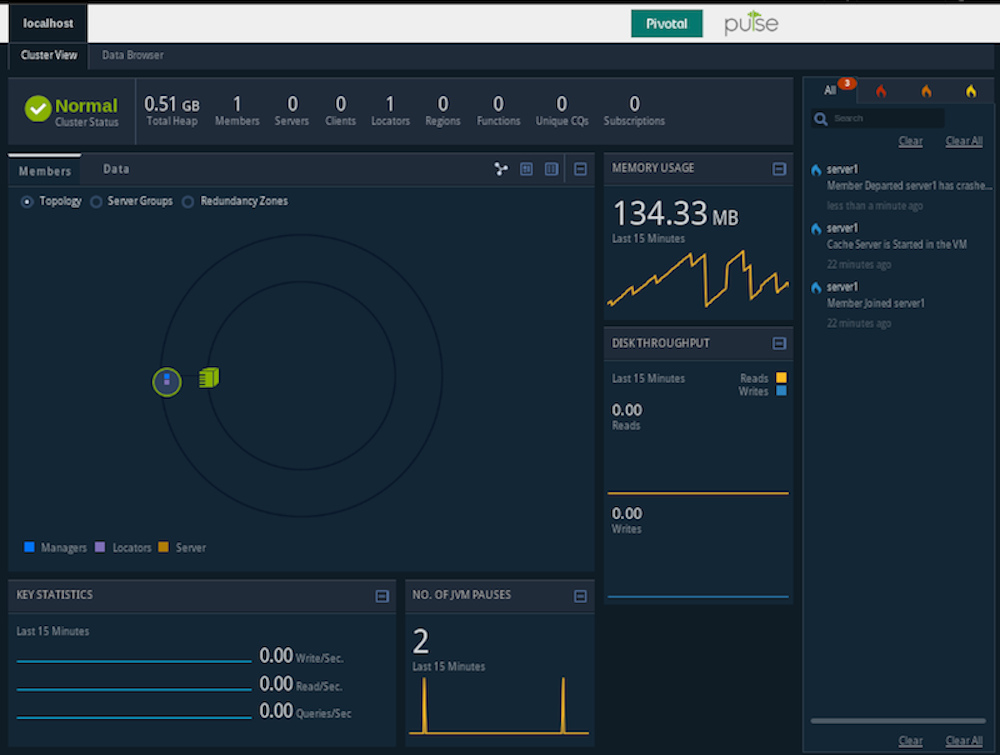 localhost
Pivotal
pulse
Cluster View
Data Browser
Normal
Cluster Status
0.51 GB
Total Heap
1
Members
0
Servers
0
Clients
1
Locators
0
Regions
0
Functions
0
Unique CQs
0
Subscriptions
Members
Data
Topology
Server Groups
Redundancy Zones
Managers
Locators
Server
MEMORY USAGE
134.33 MB
Last 15 Minutes
DISK THROUGHPUT
Last 15 Minutes
Reads
Writes
0.00
Reads
0.00
Writes
KEY STATISTICS
Last 15 Minutes
0.00 Write/Sec.
0.00 Read/Sec.
0.00 Queries/Sec
NO. OF JVM PAUSES
2
Last 15 Minutes
All
3
Search
Clear
Clear All
server1
Member Departed server1 has crashe...
less than a minute ago
server1
Cache Server is Started in the VM
22 minutes ago
server1
Member Joined server1
22 minutes ago
Clear
Clear All